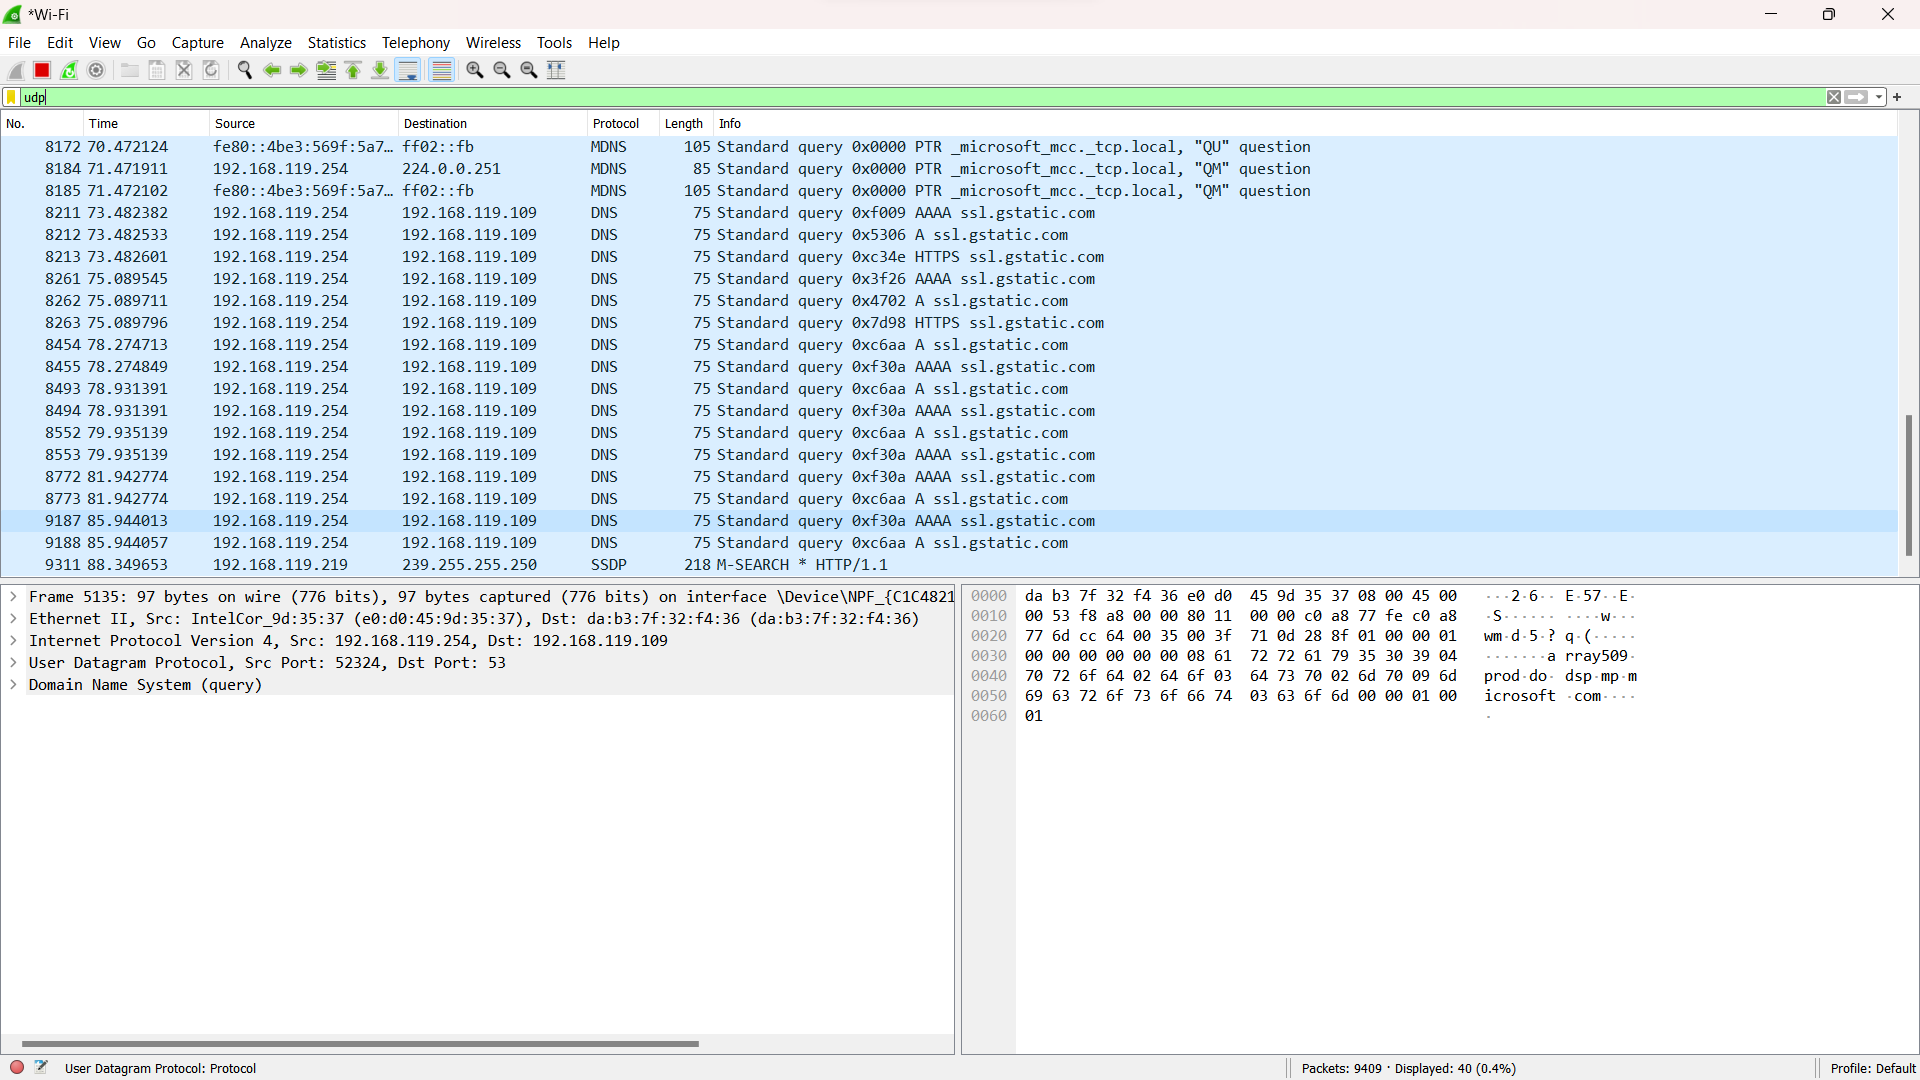 *Wi-Fi
File Edit View Go Capture Analyze Statistics Telephony Wireless Tools Help
udp
No. Time Source Destination Protocol Length Info
8172 70.472124 fe80::4be3:569f:5a7… ff02::fb MDNS 105 Standard query 0x0000 PTR _microsoft_mcc._tcp.local, "QU" question
8184 71.471911 192.168.119.254 224.0.0.251 MDNS 85 Standard query 0x0000 PTR _microsoft_mcc._tcp.local, "QM" question
8185 71.472102 fe80::4be3:569f:5a7… ff02::fb MDNS 105 Standard query 0x0000 PTR _microsoft_mcc._tcp.local, "QM" question
8211 73.482382 192.168.119.254 192.168.119.109 DNS 75 Standard query 0xf009 AAAA ssl.gstatic.com
8212 73.482533 192.168.119.254 192.168.119.109 DNS 75 Standard query 0x5306 A ssl.gstatic.com
8213 73.482601 192.168.119.254 192.168.119.109 DNS 75 Standard query 0xc34e HTTPS ssl.gstatic.com
8261 75.089545 192.168.119.254 192.168.119.109 DNS 75 Standard query 0x3f26 AAAA ssl.gstatic.com
8262 75.089711 192.168.119.254 192.168.119.109 DNS 75 Standard query 0x4702 A ssl.gstatic.com
8263 75.089796 192.168.119.254 192.168.119.109 DNS 75 Standard query 0x7d98 HTTPS ssl.gstatic.com
8454 78.274713 192.168.119.254 192.168.119.109 DNS 75 Standard query 0xc6aa A ssl.gstatic.com
8455 78.274849 192.168.119.254 192.168.119.109 DNS 75 Standard query 0xf30a AAAA ssl.gstatic.com
8493 78.931391 192.168.119.254 192.168.119.109 DNS 75 Standard query 0xc6aa A ssl.gstatic.com
8494 78.931391 192.168.119.254 192.168.119.109 DNS 75 Standard query 0xf30a AAAA ssl.gstatic.com
8552 79.935139 192.168.119.254 192.168.119.109 DNS 75 Standard query 0xc6aa A ssl.gstatic.com
8553 79.935139 192.168.119.254 192.168.119.109 DNS 75 Standard query 0xf30a AAAA ssl.gstatic.com
8772 81.942774 192.168.119.254 192.168.119.109 DNS 75 Standard query 0xf30a AAAA ssl.gstatic.com
8773 81.942774 192.168.119.254 192.168.119.109 DNS 75 Standard query 0xc6aa A ssl.gstatic.com
9187 85.944013 192.168.119.254 192.168.119.109 DNS 75 Standard query 0xf30a AAAA ssl.gstatic.com
9188 85.944057 192.168.119.254 192.168.119.109 DNS 75 Standard query 0xc6aa A ssl.gstatic.com
9311 88.349653 192.168.119.219 239.255.255.250 SSDP 218 M-SEARCH * HTTP/1.1
Frame 5135: 97 bytes on wire (776 bits), 97 bytes captured (776 bits) on interface \Device\NPF_{C1C4821
Ethernet II, Src: IntelCor_9d:35:37 (e0:d0:45:9d:35:37), Dst: da:b3:7f:32:f4:36 (da:b3:7f:32:f4:36)
Internet Protocol Version 4, Src: 192.168.119.254, Dst: 192.168.119.109
User Datagram Protocol, Src Port: 52324, Dst Port: 53
Domain Name System (query)
0000 da b3 7f 32 f4 36 e0 d0 45 9d 35 37 08 00 45 00 ···2·6·· E·57··E·
0010 00 53 f8 a8 00 00 80 11 00 00 c0 a8 77 fe c0 a8 ·S······ ····w···
0020 77 6d cc 64 00 35 00 3f 71 0d 28 8f 01 00 00 01 wm·d·5·? q·(·····
0030 00 00 00 00 00 00 08 61 72 72 61 79 35 30 39 04 ·······a rray509·
0040 70 72 6f 64 02 64 6f 03 64 73 70 02 6d 70 09 6d prod·do· dsp·mp·m
0050 69 63 72 6f 73 6f 66 74 03 63 6f 6d 00 00 01 00 icrosoft ·com····
0060 01 ·
User Datagram Protocol: Protocol
Packets: 9409 · Displayed: 40 (0.4%)
Profile: Default